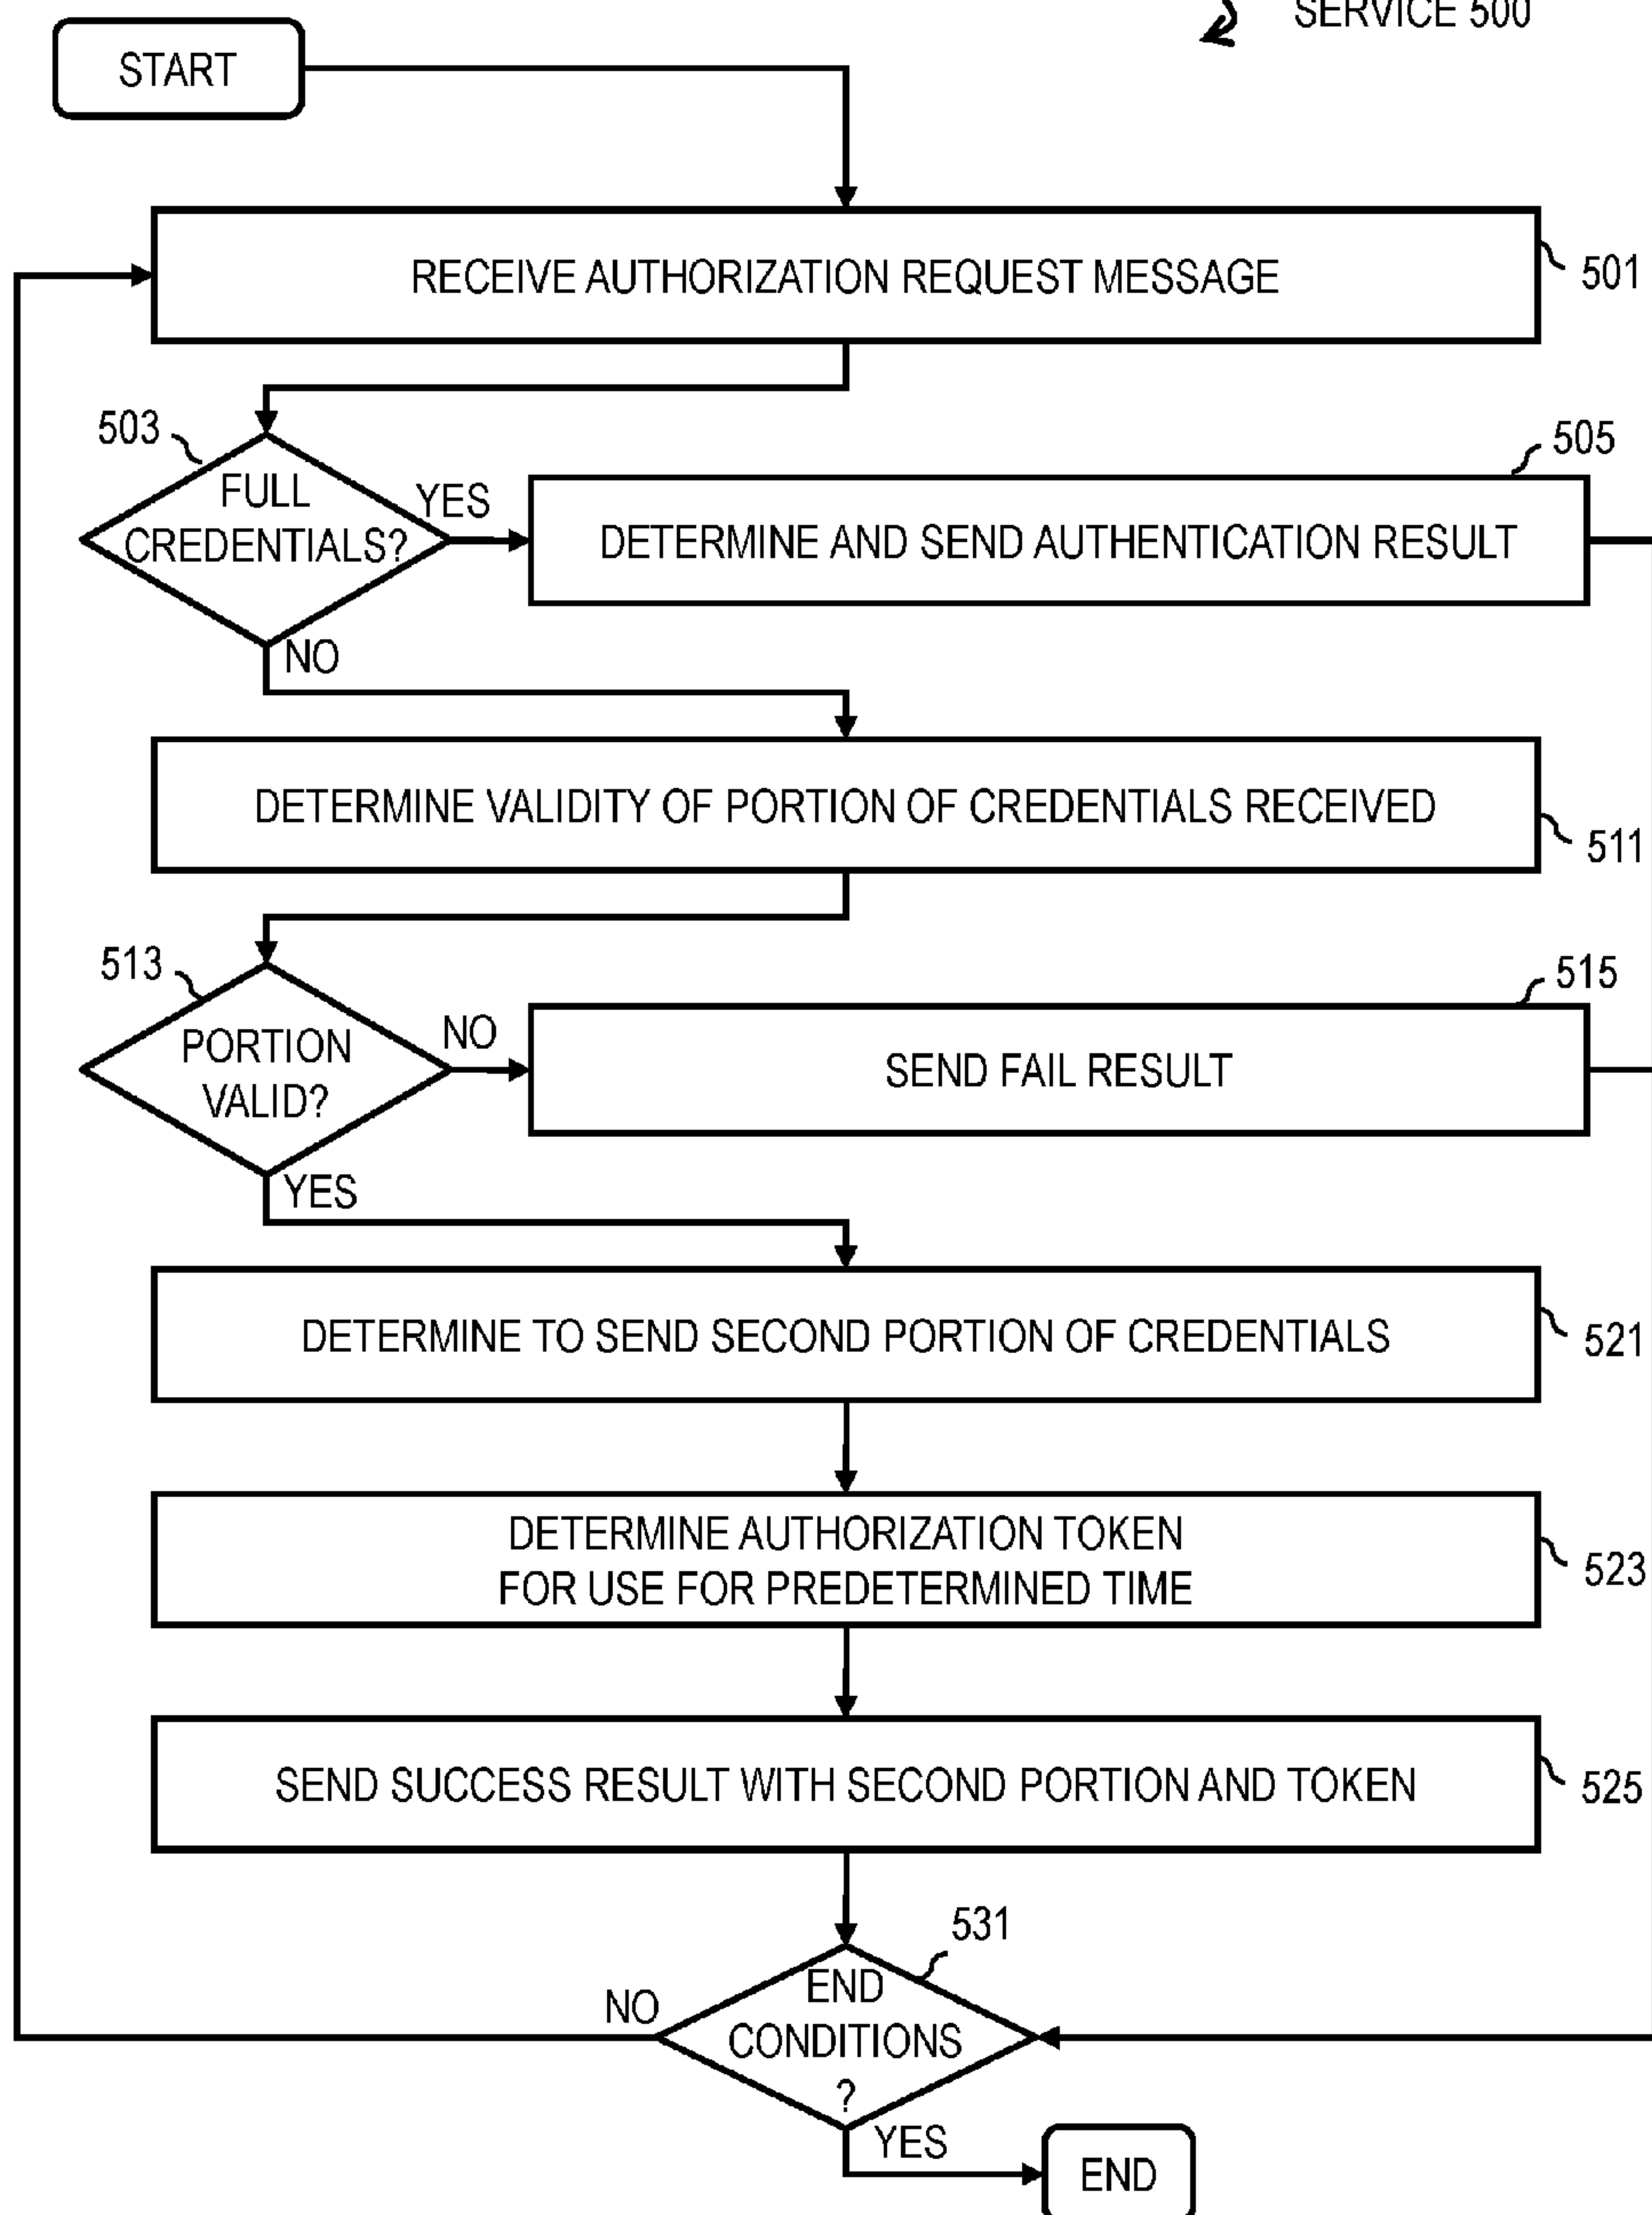 SERVICE 500
START
RECEIVE AUTHORIZATION REQUEST MESSAGE
501
503
FULL
CREDENTIALS?
YES
505
DETERMINE AND SEND AUTHENTICATION RESULT
NO
DETERMINE VALIDITY OF PORTION OF CREDENTIALS RECEIVED
511
513
PORTION
VALID?
NO
515
SEND FAIL RESULT
YES
DETERMINE TO SEND SECOND PORTION OF CREDENTIALS
521
DETERMINE AUTHORIZATION TOKEN
FOR USE FOR PREDETERMINED TIME
523
SEND SUCCESS RESULT WITH SECOND PORTION AND TOKEN
525
531
END
CONDITIONS
?
NO
YES
END